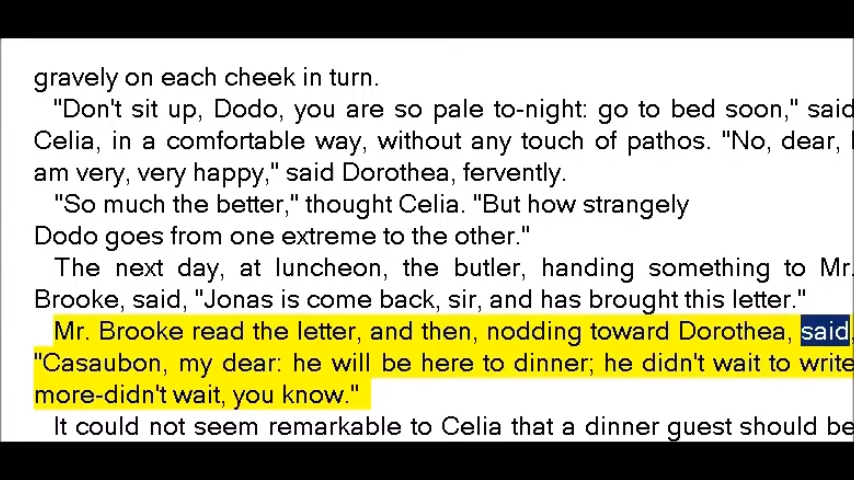 gravely on each cheek in turn.
"Don't sit up, Dodo, you are so pale to-night: go to bed soon," said
Celia, in a comfortable way, without any touch of pathos. "No, dear, I
am very, very happy," said Dorothea, fervently.
"So much the better," thought Celia. "But how strangely
Dodo goes from one extreme to the other."
The next day, at luncheon, the butler, handing something to Mr.
Brooke, said, "Jonas is come back, sir, and has brought this letter."
Mr. Brooke read the letter, and then, nodding toward Dorothea, said,
"Casaubon, my dear: he will be here to dinner; he didn't wait to write
more-didn't wait, you know."
It could not seem remarkable to Celia that a dinner guest should be